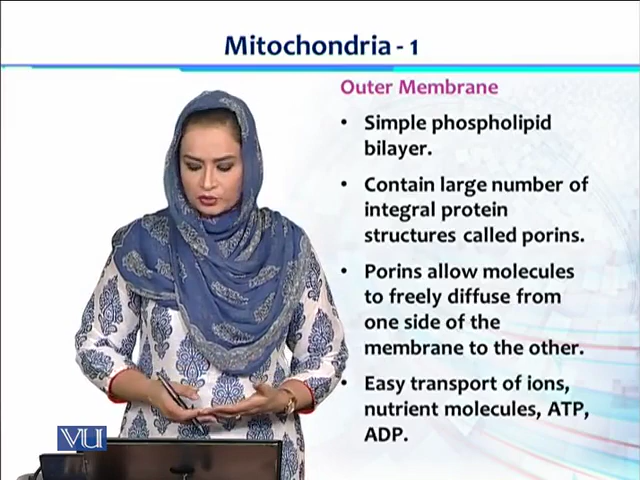 Mitochondria - 1
Outer Membrane
• Simple phospholipid
bilayer.
• Contain large number of
integral protein
structures called porins.
• Porins allow molecules
to freely diffuse from
one side of the
membrane to the other.
• Easy transport of ions,
nutrient molecules, ATP,
ADP.
VU